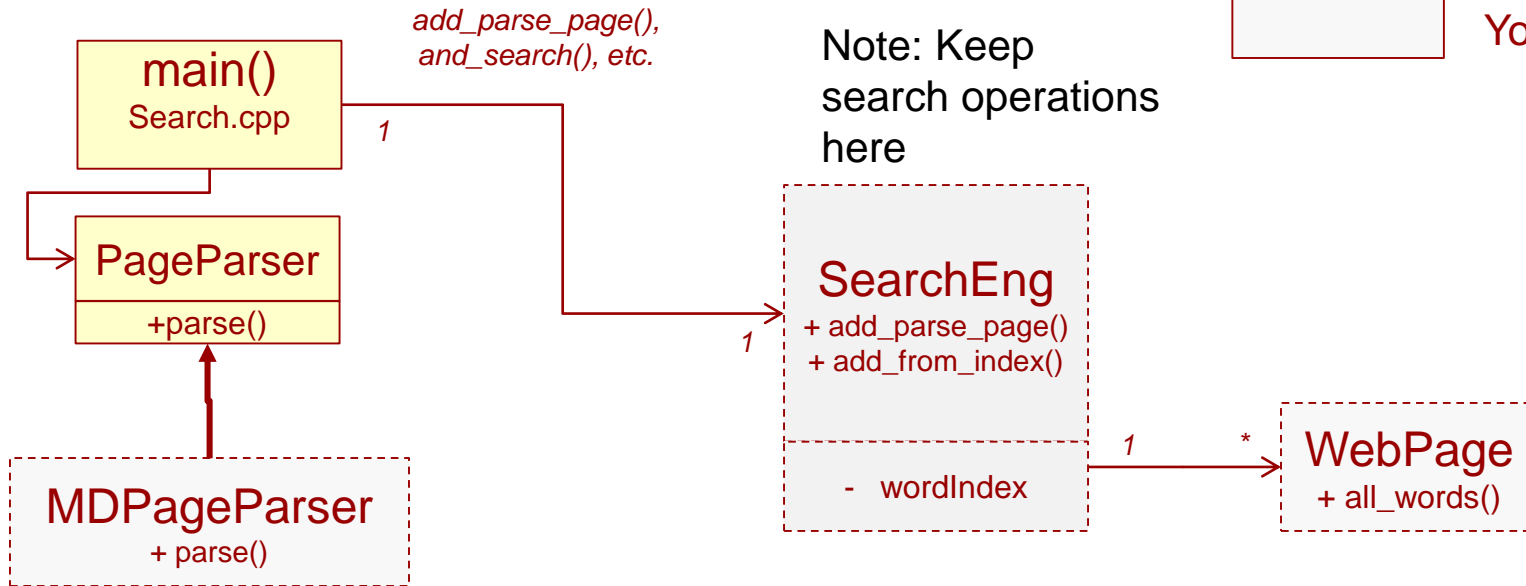 add_parse_page(),
and_search(), etc.
main()
Search.cpp
1
Note: Keep
search operations
here
PageParser
+parse()
MDPageParser
+ parse()
1
SearchEng
+ add_parse_page()
+ add_from_index()
- wordIndex
1
*
WebPage
+ all_words()